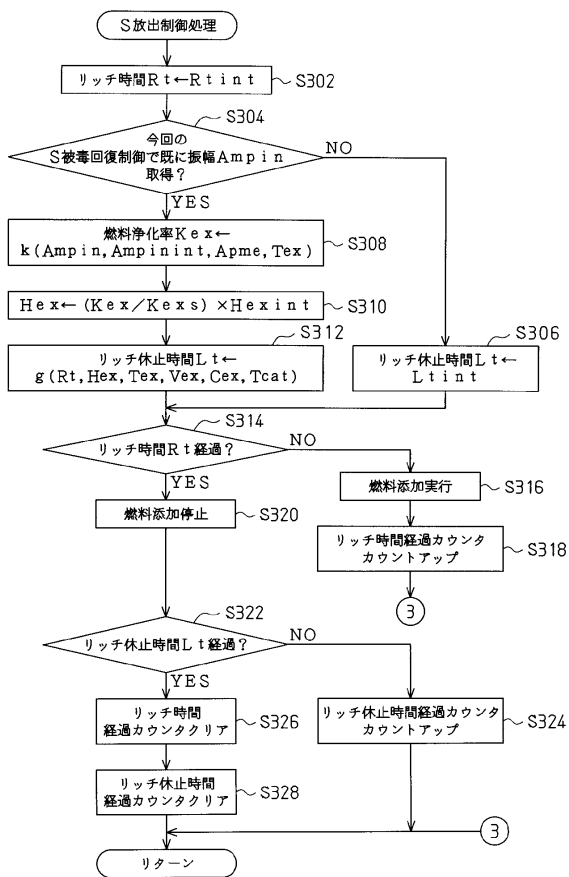 S放出制御処理
リッチ時間Rt←Rtint
S302
S304
今回の
S被毒回復制御で既に振幅Ampin
取得?
NO
YES
燃料浄化率Kex←
k(Ampin,Ampinint,Apme,Tex)
S308
Hex←(Kex/Kexs)×Hexint
S310
S312
リッチ休止時間Lt←
g(Rt,Hex,Tex,Vex,Cex,Tcat)
S306
リッチ休止時間Lt←
Ltint
S314
リッチ時間Rt経過?
NO
YES
燃料添加実行
S316
燃料添加停止
S320
リッチ時間経過カウンタ
カウントアップ
S318
3
S322
リッチ休止時間Lt経過?
NO
YES
リッチ時間
経過カウンタクリア
S326
リッチ休止時間経過カウンタ
カウントアップ
S324
リッチ休止時間
経過カウンタクリア
S328
3
リターン